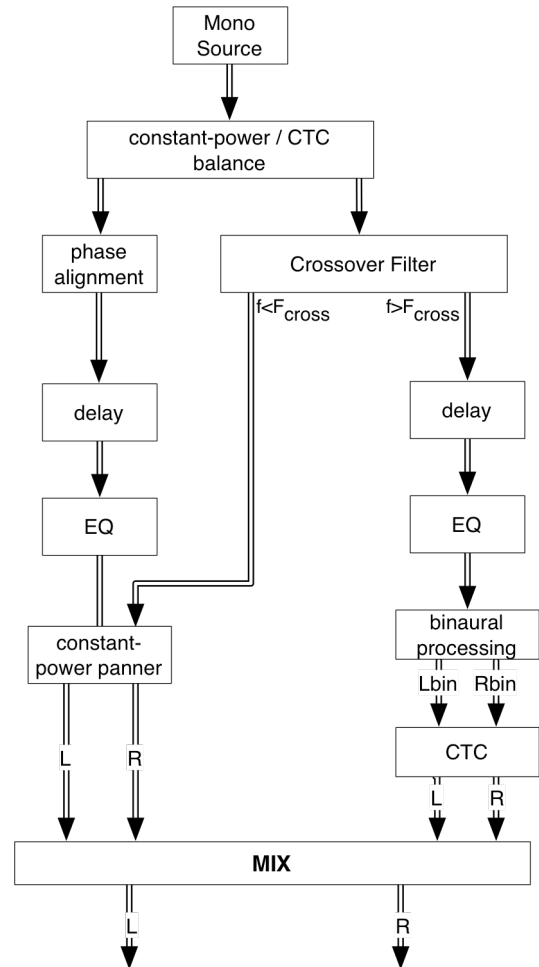 Mono
Source
constant-power / CTC
balance
phase
alignment
Crossover Filter
f<F cross
f>F cross
delay
delay
EQ
EQ
constant-
power panner
binaural
processing
Lbin
Rbin
CTC
L
R
L
R
MIX
L
R